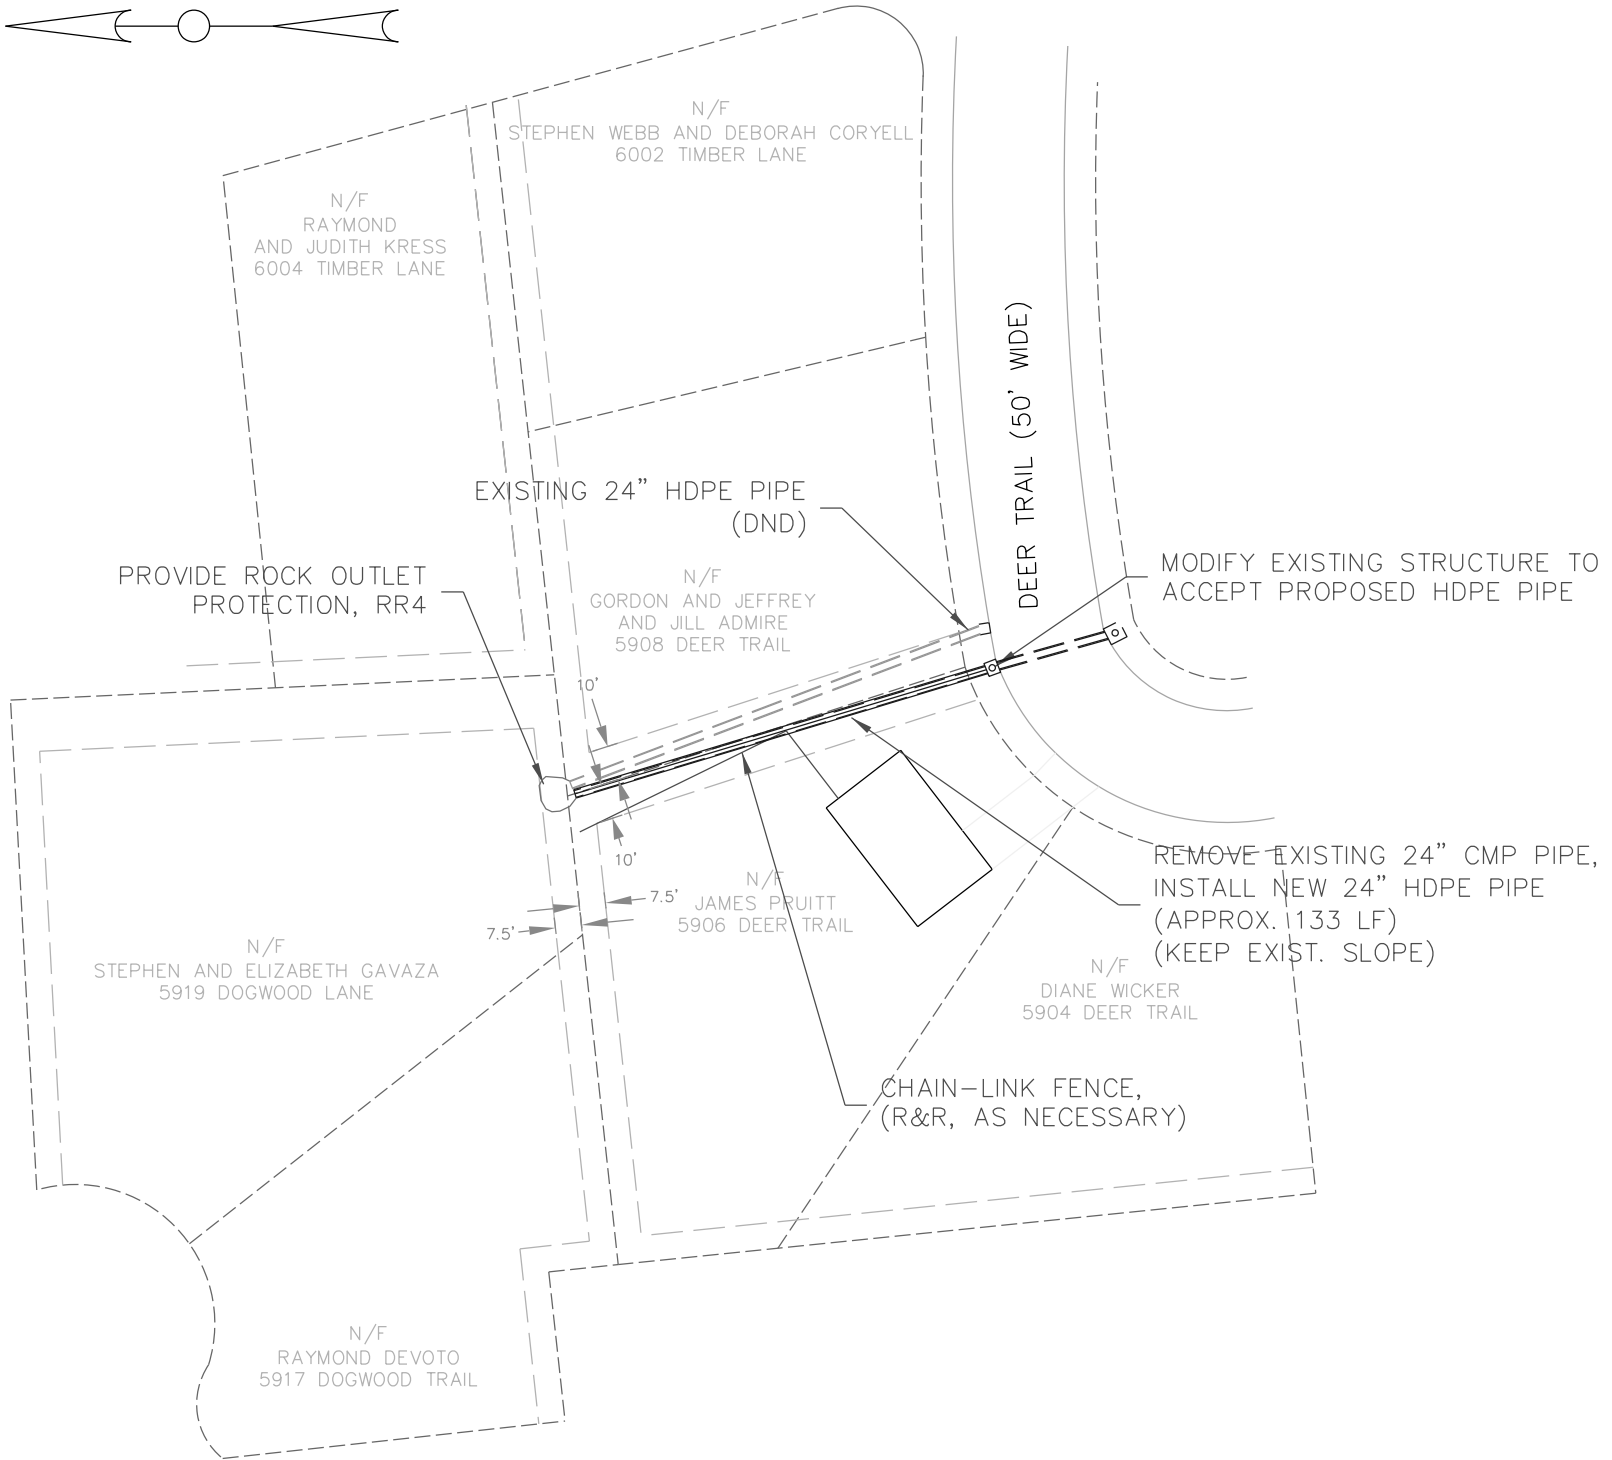 N/F
STEPHEN WEBB AND DEBORAH CORYELL
6002 TIMBER LANE
N/F
RAYMOND
AND JUDITH KRESS
6004 TIMBER LANE
DEER TRAIL (50' WIDE)
EXISTING 24" HDPE PIPE
(DND)
PROVIDE ROCK OUTLET
PROTECTION, RR4
MODIFY EXISTING STRUCTURE TO
ACCEPT PROPOSED HDPE PIPE
N/F
GORDON AND JEFFREY
AND JILL ADMIRE
5908 DEER TRAIL
10'
10'
7.5'
7.5'
N/F
JAMES PRUITT
5906 DEER TRAIL
REMOVE EXISTING 24" CMP PIPE,
INSTALL NEW 24" HDPE PIPE
(APPROX. 133 LF)
(KEEP EXIST. SLOPE)
N/F
STEPHEN AND ELIZABETH GAVAZA
5919 DOGWOOD LANE
N/F
DIANE WICKER
5904 DEER TRAIL
CHAIN-LINK FENCE,
(R&R, AS NECESSARY)
N/F
RAYMOND DEVOTO
5917 DOGWOOD TRAIL